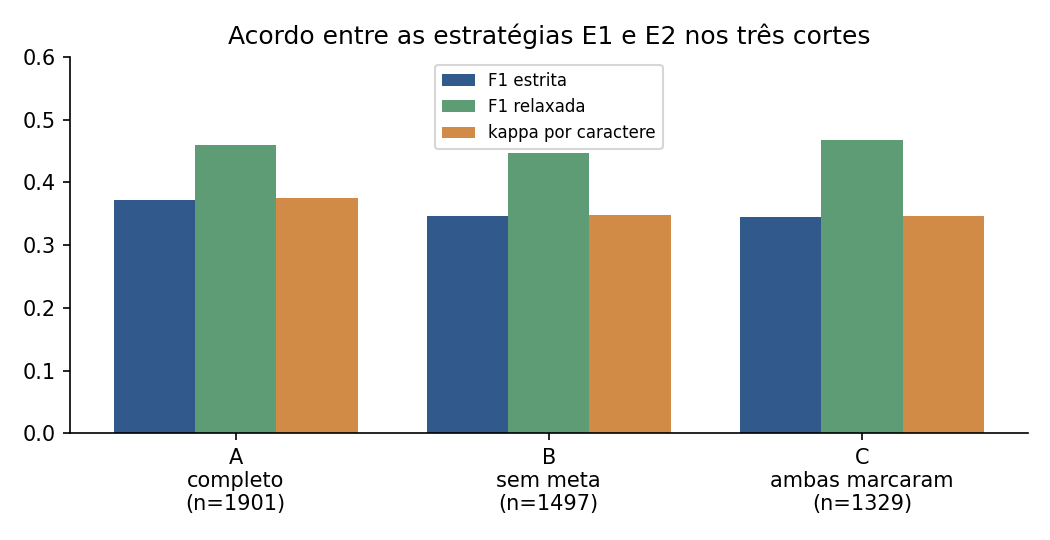 Acordo entre as estratégias E1 e E2 nos três cortes
0.6
0.5
0.4
0.3
0.2
0.1
0.0
F1 estrita
F1 relaxada
kappa por caractere
A
completo
(n=1901)
B
sem meta
(n=1497)
C
ambas marcaram
(n=1329)